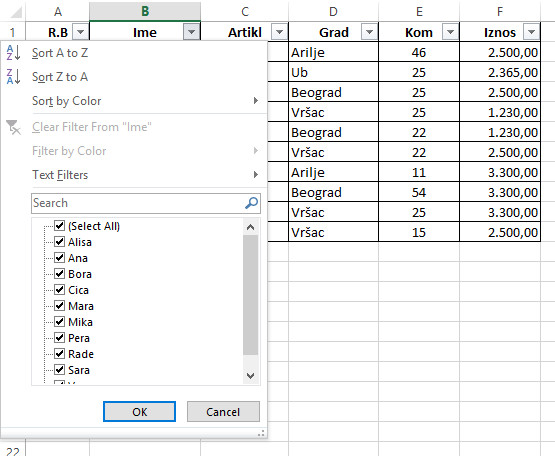 A B C D E F
1 R.B Ime Artikl Grad Kom Iznos
Sort A to Z
Sort Z to A
Sort by Color
Clear Filter From "Ime"
Filter by Color
Text Filters
Search
(Select All)
Alisa
Ana
Bora
Cica
Mara
Mika
Pera
Rade
Sara
OK Cancel
Arilje 46 2.500,00
Ub 25 2.365,00
Beograd 25 2.500,00
Vršac 25 1.230,00
Beograd 22 1.230,00
Vršac 22 2.500,00
Arilje 11 3.300,00
Beograd 54 3.300,00
Vršac 25 3.300,00
Vršac 15 2.500,00
22